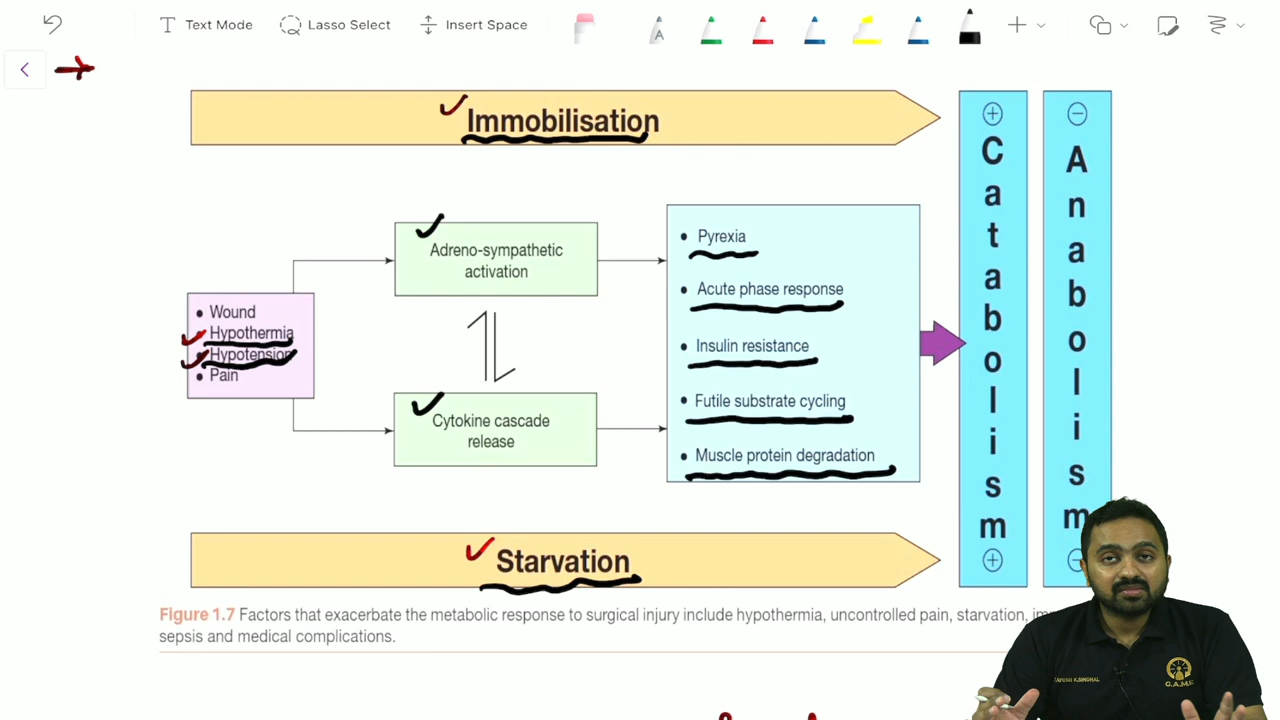 Text Mode
Lasso Select
Insert Space
A
Immobilisation
Adreno-sympathetic
activation
• Wound
• Hypothermia
• Hypotension
• Pain
Cytokine cascade
release
• Pyrexia
• Acute phase response
• Insulin resistance
• Futile substrate cycling
• Muscle protein degradation
Catabolism
Anabolism
Starvation
Figure 1.7 Factors that exacerbate the metabolic response to surgical injury include hypothermia, uncontrolled pain, starvation,
sepsis and medical complications.
G.A.M.E